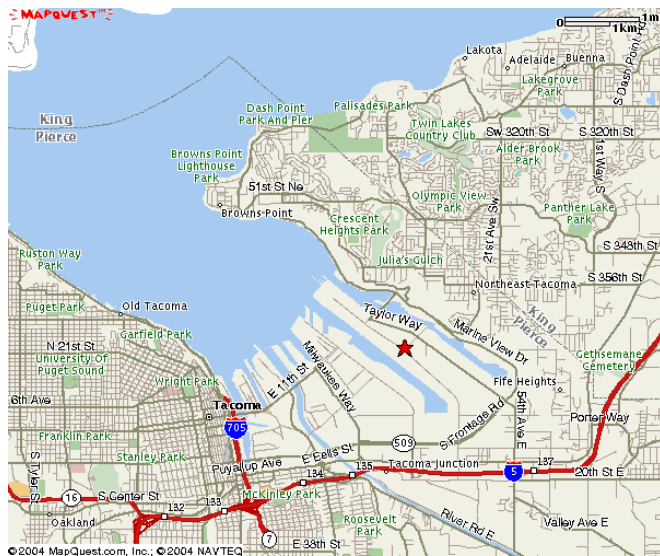 MAPQUEST
0 1m
1km
Lakota
Adelaide
Buenna
S Dash Point
Lakegrove
Park
King
Pierce
Palisades Park
Dash Point
Park And Pier
Twin Lakes
Country Club
Sw 320th St
S 320th St
Alder Brook
Park
21st Way S
Browns Point
Lighthouse
Park
51st St Ne
Olympic View
Park
Browns Point
Panther Lake
Park
Crescent
Heights Park
21st Ave SW
S 348th St
Ruston Way
Park
Julia's Gulch
S 356th St
Northeast Tacoma
Puget Park
Old Tacoma
Taylor Way
King
Pierce
Garfield Park
Marine View Dr
N 21st St
University Of
Puget Sound
Milwaukee Way
Gethsemane
Cemetery
Wright Park
E 11th St
Fife Heights
6th Ave
Tacoma
54th Ave E
Porter Way
705
S Frontage Rd
Franklin Park
509
Stanley Park
E Eells St
Puyallup Ave
S Tyler St
Tacoma Junction
137
135
5
134
20th St E
16
S Center St
McKinley Park
132
133
River Rd E
Oakland
Roosevelt
Park
Valley Ave E
7
E 38th St
©2004 MapQuest.com, Inc.; ©2004 NAVTEQ